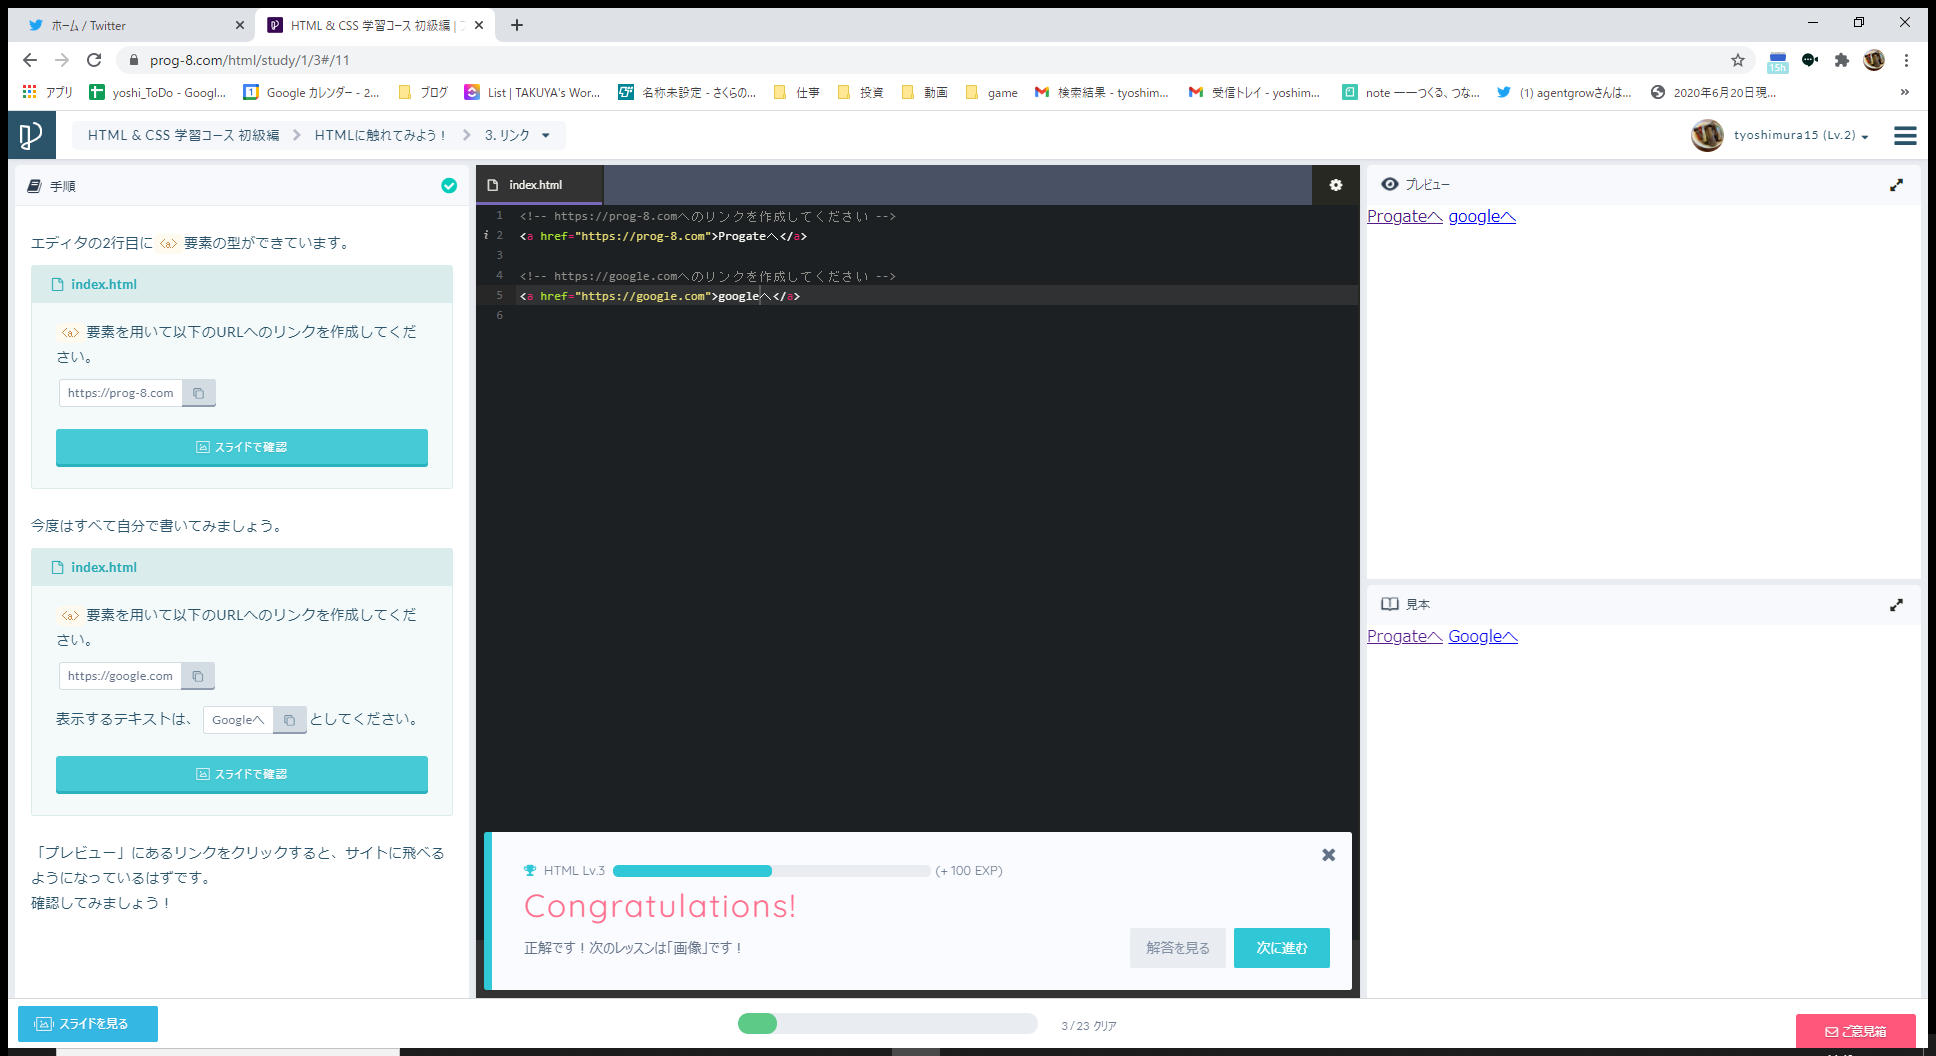 ホーム / Twitter
HTML & CSS 学習コース 初級編 |
prog-8.com/html/study/1/3#/11
15h
アプリ yoshi_ToDo - Googl... Google カレンダー - 2... ブログ List | TAKUYA's Wor... 名称未設定 - さくらの... 仕事 投資 動画 game 検索結果 - tyoshim... 受信トレイ - yoshim... note ーーつくる、つな... (1) agentgrowさんは... 2020年6月20日現... »
HTML & CSS 学習コース 初級編 HTMLに触れてみよう！ 3. リンク
tyoshimura15 (Lv.2)
手順
エディタの2行目に <a> 要素の型ができています。
index.html
<a> 要素を用いて以下のURLへのリンクを作成してくだ
さい。
https://prog-8.com
スライドで確認
今度はすべて自分で書いてみましょう。
index.html
<a> 要素を用いて以下のURLへのリンクを作成してくだ
さい。
https://google.com
表示するテキストは、 Googleへ としてください。
スライドで確認
「プレビュー」にあるリンクをクリックすると、サイトに飛べる
ようになっているはずです。
確認してみましょう！
index.html
1 <!-- https://prog-8.comへのリンクを作成してください -->
i 2 <a href="https://prog-8.com">Progateへ</a>
3
4 <!-- https://google.comへのリンクを作成してください -->
5 <a href="https://google.com">googleへ</a>
6
HTML Lv.3 (+ 100 EXP)
Congratulations!
正解です！次のレッスンは「画像」です！
解答を見る 次に進む
プレビュー
Progateへ googleへ
見本
Progateへ Googleへ
スライドを見る
3 / 23 クリア
ご意見箱